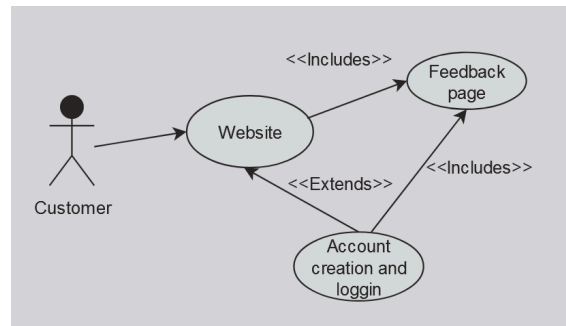 <<Includes>>
Feedback
page
Website
<<Extends>>
<<Includes>>
Customer
Account
creation and
loggin